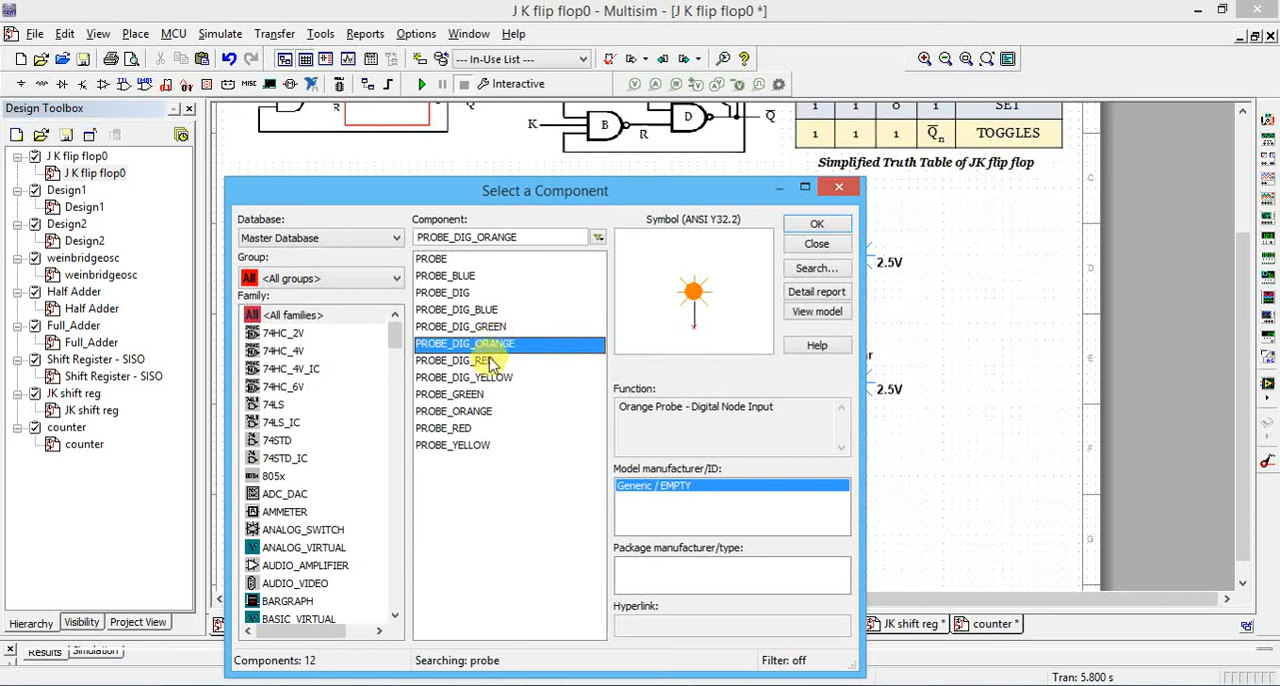 J K flip flop0 - Multisim - [J K flip flop0 *]
File Edit View Place MCU Simulate Transfer Tools Reports Options Window Help
--- In-Use List ---
Interactive
Design Toolbox
J K flip flop0
J K flip flop0
Design1
Design1
Design2
Design2
weinbridgeosc
weinbridgeosc
Half Adder
Half Adder
Full_Adder
Full_Adder
Shift Register - SISO
Shift Register - SISO
JK shift reg
JK shift reg
counter
counter
Hierarchy Visibility Project View
R Q
K B R D Q̅
1 1 0 1 SET
1 1 1 Q̅n TOGGLES
Simplified Truth Table of JK flip flop
2.5V
2.5V
Select a Component
Database:
Master Database
Group:
All <All groups>
Family:
All <All families>
74HC_2V
74HC_4V
74HC_4V_IC
74HC_6V
74LS
74LS_IC
74STD
74STD_IC
805x
ADC_DAC
AMMETER
ANALOG_SWITCH
ANALOG_VIRTUAL
AUDIO_AMPLIFIER
AUDIO_VIDEO
BARGRAPH
BASIC_VIRTUAL
Component:
PROBE_DIG_ORANGE
PROBE
PROBE_BLUE
PROBE_DIG
PROBE_DIG_BLUE
PROBE_DIG_GREEN
PROBE_DIG_ORANGE
PROBE_DIG_RED
PROBE_DIG_YELLOW
PROBE_GREEN
PROBE_ORANGE
PROBE_RED
PROBE_YELLOW
Symbol (ANSI Y32.2)
OK
Close
Search...
Detail report
View model
Help
Function:
Orange Probe - Digital Node Input
Model manufacturer/ID:
Generic / EMPTY
Package manufacturer/type:
Hyperlink:
Components: 12 Searching: probe Filter: off
JK shift reg * counter *
Results Simulation
Tran: 5.800 s